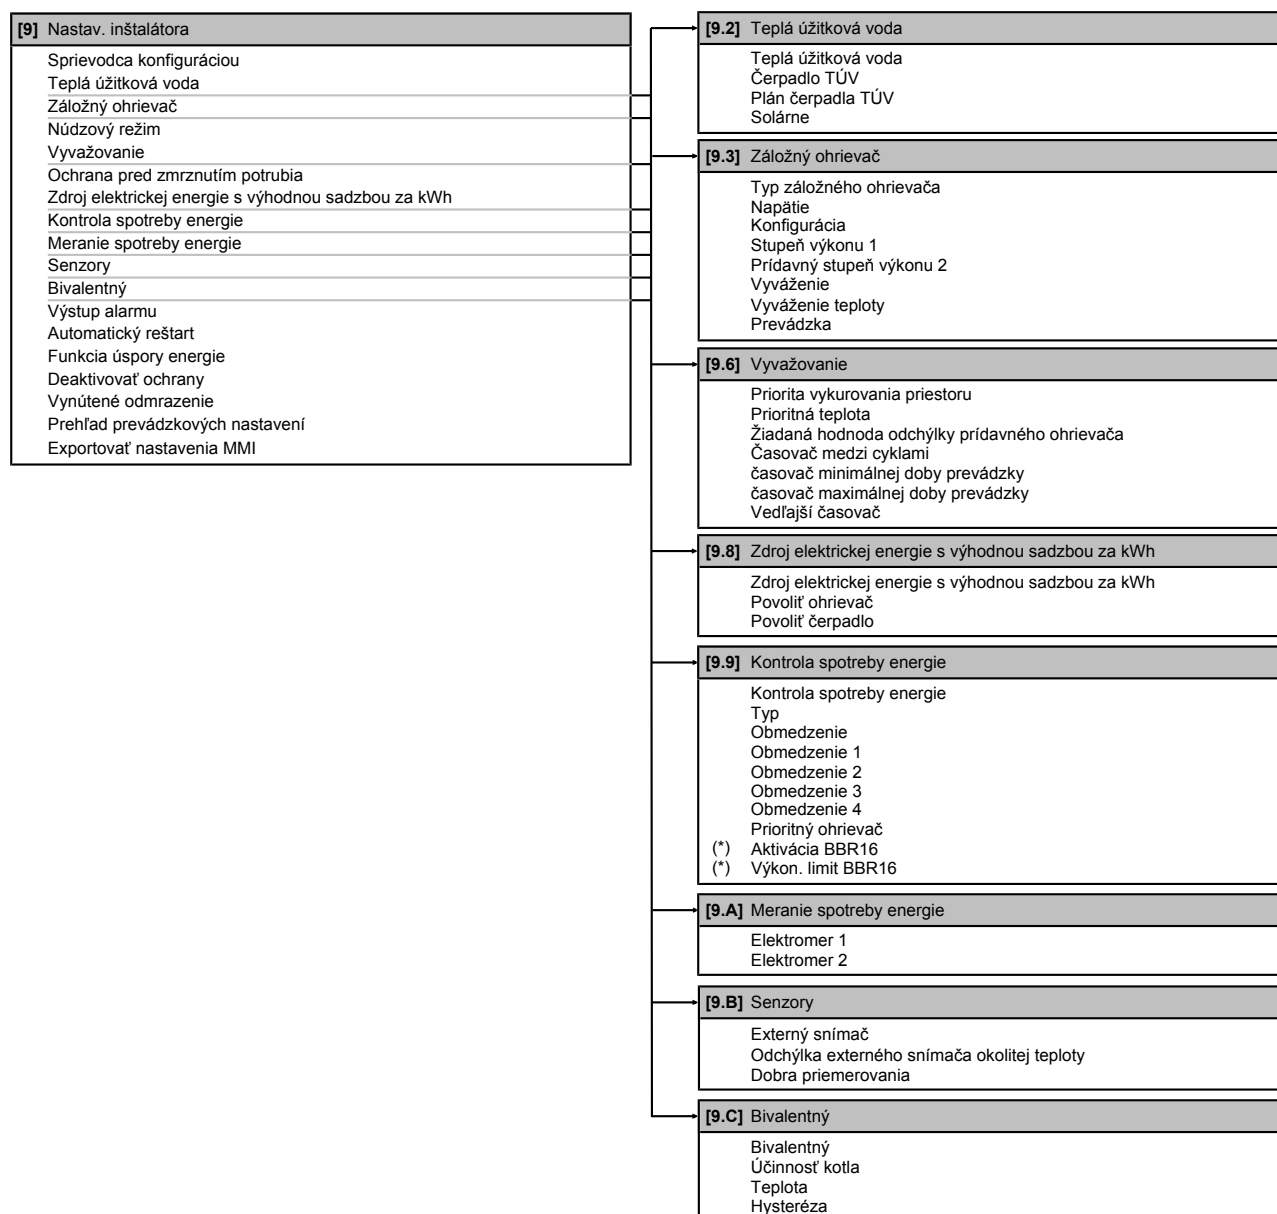 [9] Nastav. inštalátora
Sprievodca konfiguráciou
Teplá úžitková voda
Záložný ohrievač
Núdzový režim
Vyvažovanie
Ochrana pred zmrznutím potrubia
Zdroj elektrickej energie s výhodnou sadzbou za kWh
Kontrola spotreby energie
Meranie spotreby energie
Senzory
Bivalentný
Výstup alarmu
Automatický reštart
Funkcia úspory energie
Deaktivovať ochrany
Vynútené odmrazenie
Prehľad prevádzkových nastavení
Exportovať nastavenia MMI
[9.2] Teplá úžitková voda
Teplá úžitková voda
Čerpadlo TÚV
Plán čerpadla TÚV
Solárne
[9.3] Záložný ohrievač
Typ záložného ohrievača
Napätie
Konfigurácia
Stupeň výkonu 1
Prídavný stupeň výkonu 2
Vyváženie
Vyváženie teploty
Prevádzka
[9.6] Vyvažovanie
Priorita vykurovania priestoru
Prioritná teplota
Žiadaná hodnota odchýlky prídavného ohrievača
Časovač medzi cyklami
časovač minimálnej doby prevádzky
časovač maximálnej doby prevádzky
Vedľajší časovač
[9.8] Zdroj elektrickej energie s výhodnou sadzbou za kWh
Zdroj elektrickej energie s výhodnou sadzbou za kWh
Povoliť ohrievač
Povoliť čerpadlo
[9.9] Kontrola spotreby energie
Kontrola spotreby energie
Typ
Obmedzenie
Obmedzenie 1
Obmedzenie 2
Obmedzenie 3
Obmedzenie 4
Prioritný ohrievač
(*) Aktivácia BBR16
(*) Výkon. limit BBR16
[9.A] Meranie spotreby energie
Elektromer 1
Elektromer 2
[9.B] Senzory
Externý snímač
Odchýlka externého snímača okolitej teploty
Dobra priemerovania
[9.C] Bivalentný
Bivalentný
Účinnosť kotla
Teplota
Hysteréza